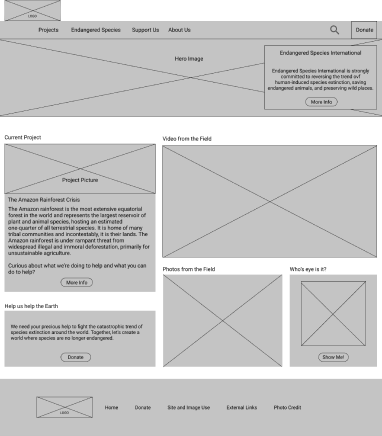 LOGO
Projects Endangered Species Support Us About Us Donate
Hero Image
Endangered Species International
Endangered Species International is strongly
committed to reversing the trend ovf
human-induced species extinction, saving
endangered animals, and preserving wild places.
More Info
Current Project
Project Picture
The Amazon Rainforest Crisis
The Amazon rainforest is the most extensive equatorial
forest in the world and represents the largest reservoir of
plant and animal species, hosting an estimated
one-quarter of all terrestrial species. It is home of many
tribal communities and incontestably, it is their lands. The
Amazon rainforest is under rampant threat from
widespread illegal and immoral deforestation, primarily for
unsustainable agriculture.
Curious about what we're doing to help and what you can
do to help?
More Info
Help us help the Earth
We need your precious help to fight the catastrophic trend of
species extinction around the world. Together, let's create a
world where species are no longer endangered.
Donate
Video from the Field
Photos from the Field
Who's eye is it?
Show Me!
LOGO
Home Donate Site and Image Use External Links Photo Credit